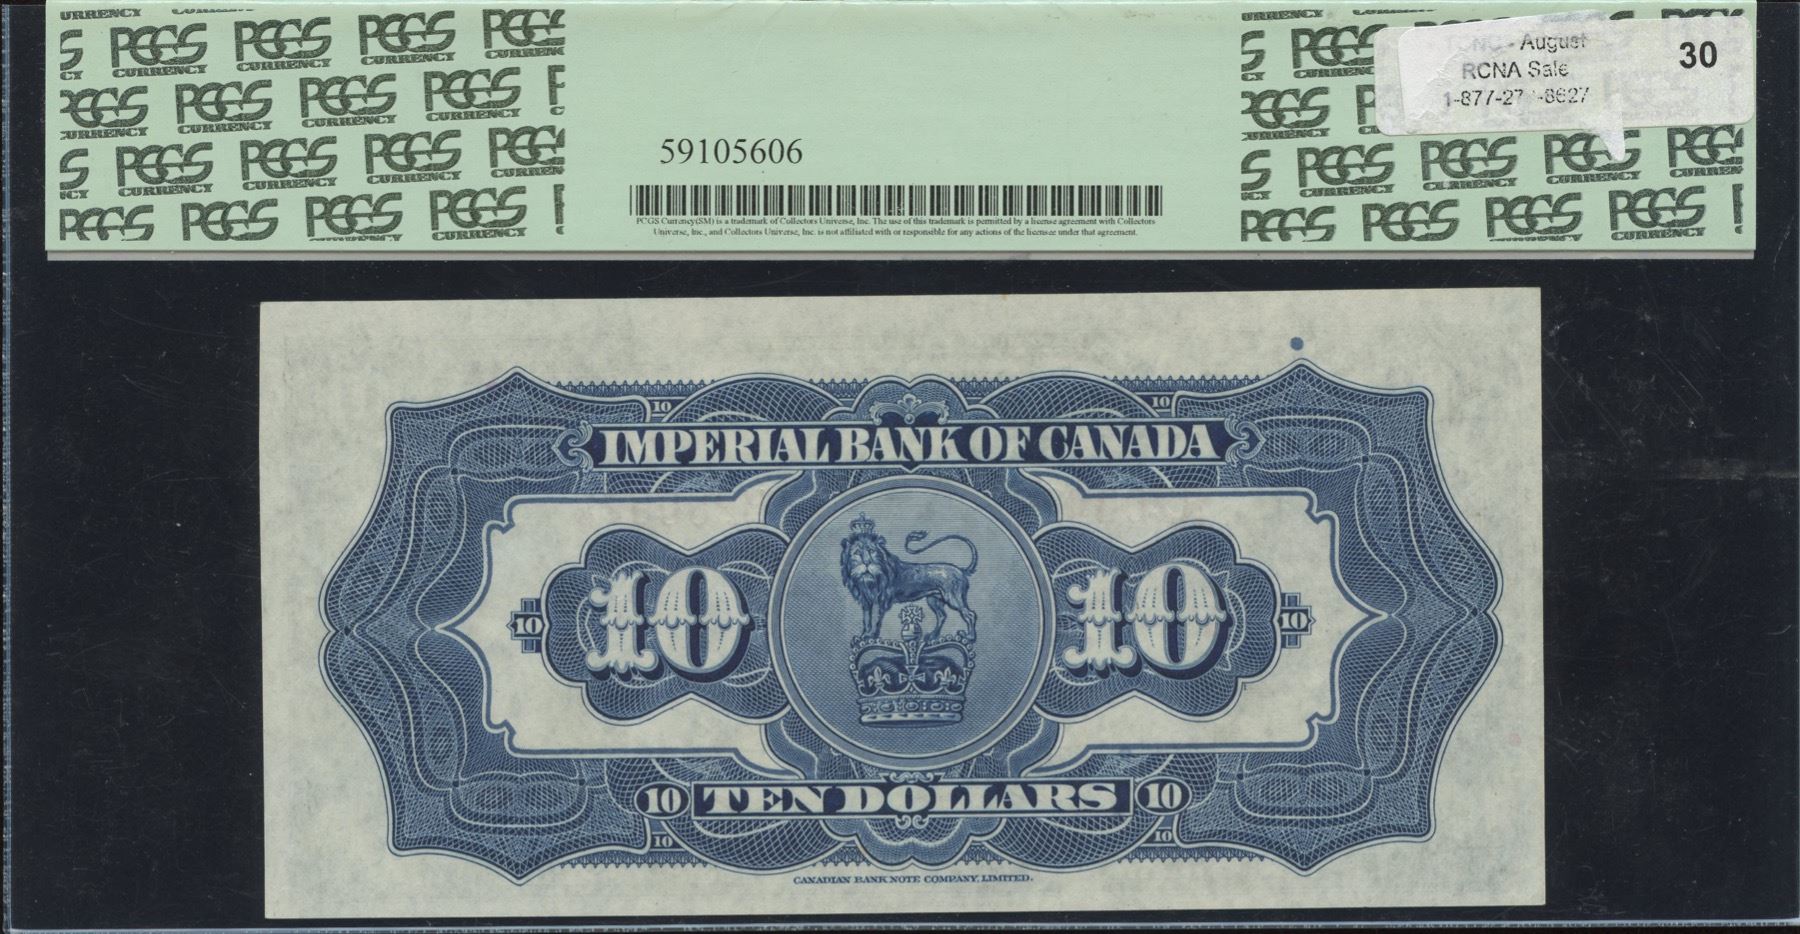 PCGS CURRENCY
TCNC - August
RCNA Sale
30
59105606
PCGS Currency(SM) is a trademark of Collectors Universe, Inc. The use of this trademark is permitted by a license agreement with Collectors
Universe, Inc., and Collectors Universe, Inc. is not affiliated with or responsible for any actions of the licensee under that agreement.
10 10
IMPERIAL BANK OF CANADA
10 10 10 10
10 TEN DOLLARS 10
10 10
CANADIAN BANK NOTE COMPANY, LIMITED.